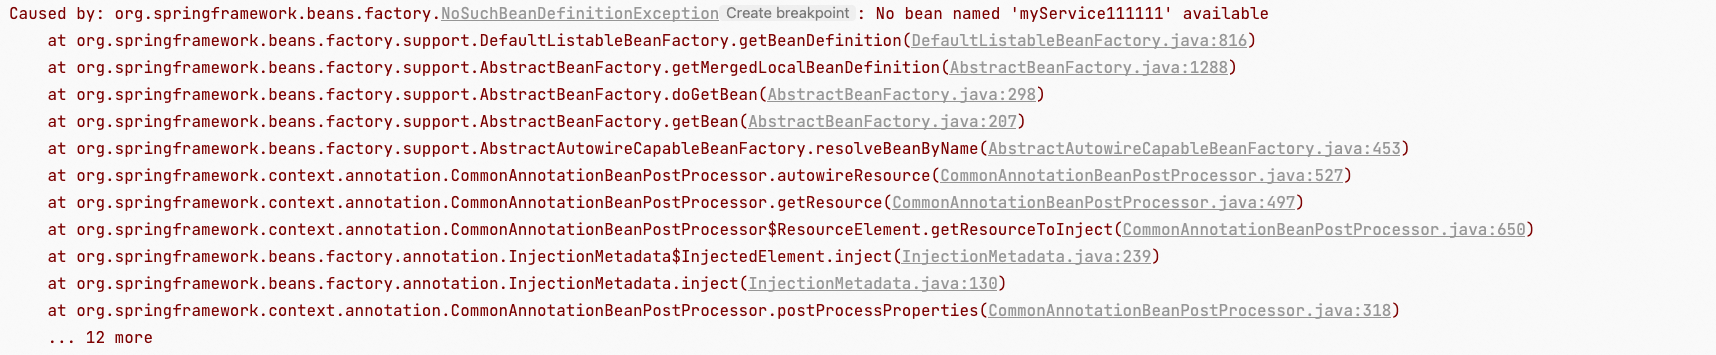 Caused by: org.springframework.beans.factory.NoSuchBeanDefinitionException Create breakpoint : No bean named 'myService111111' available
at org.springframework.beans.factory.support.DefaultListableBeanFactory.getBeanDefinition(DefaultListableBeanFactory.java:816)
at org.springframework.beans.factory.support.AbstractBeanFactory.getMergedLocalBeanDefinition(AbstractBeanFactory.java:1288)
at org.springframework.beans.factory.support.AbstractBeanFactory.doGetBean(AbstractBeanFactory.java:298)
at org.springframework.beans.factory.support.AbstractBeanFactory.getBean(AbstractBeanFactory.java:207)
at org.springframework.beans.factory.support.AbstractAutowireCapableBeanFactory.resolveBeanByName(AbstractAutowireCapableBeanFactory.java:453)
at org.springframework.context.annotation.CommonAnnotationBeanPostProcessor.autowireResource(CommonAnnotationBeanPostProcessor.java:527)
at org.springframework.context.annotation.CommonAnnotationBeanPostProcessor.getResource(CommonAnnotationBeanPostProcessor.java:497)
at org.springframework.context.annotation.CommonAnnotationBeanPostProcessor$ResourceElement.getResourceToInject(CommonAnnotationBeanPostProcessor.java:650)
at org.springframework.beans.factory.annotation.InjectionMetadata$InjectedElement.inject(InjectionMetadata.java:239)
at org.springframework.beans.factory.annotation.InjectionMetadata.inject(InjectionMetadata.java:130)
at org.springframework.context.annotation.CommonAnnotationBeanPostProcessor.postProcessProperties(CommonAnnotationBeanPostProcessor.java:318)
... 12 more